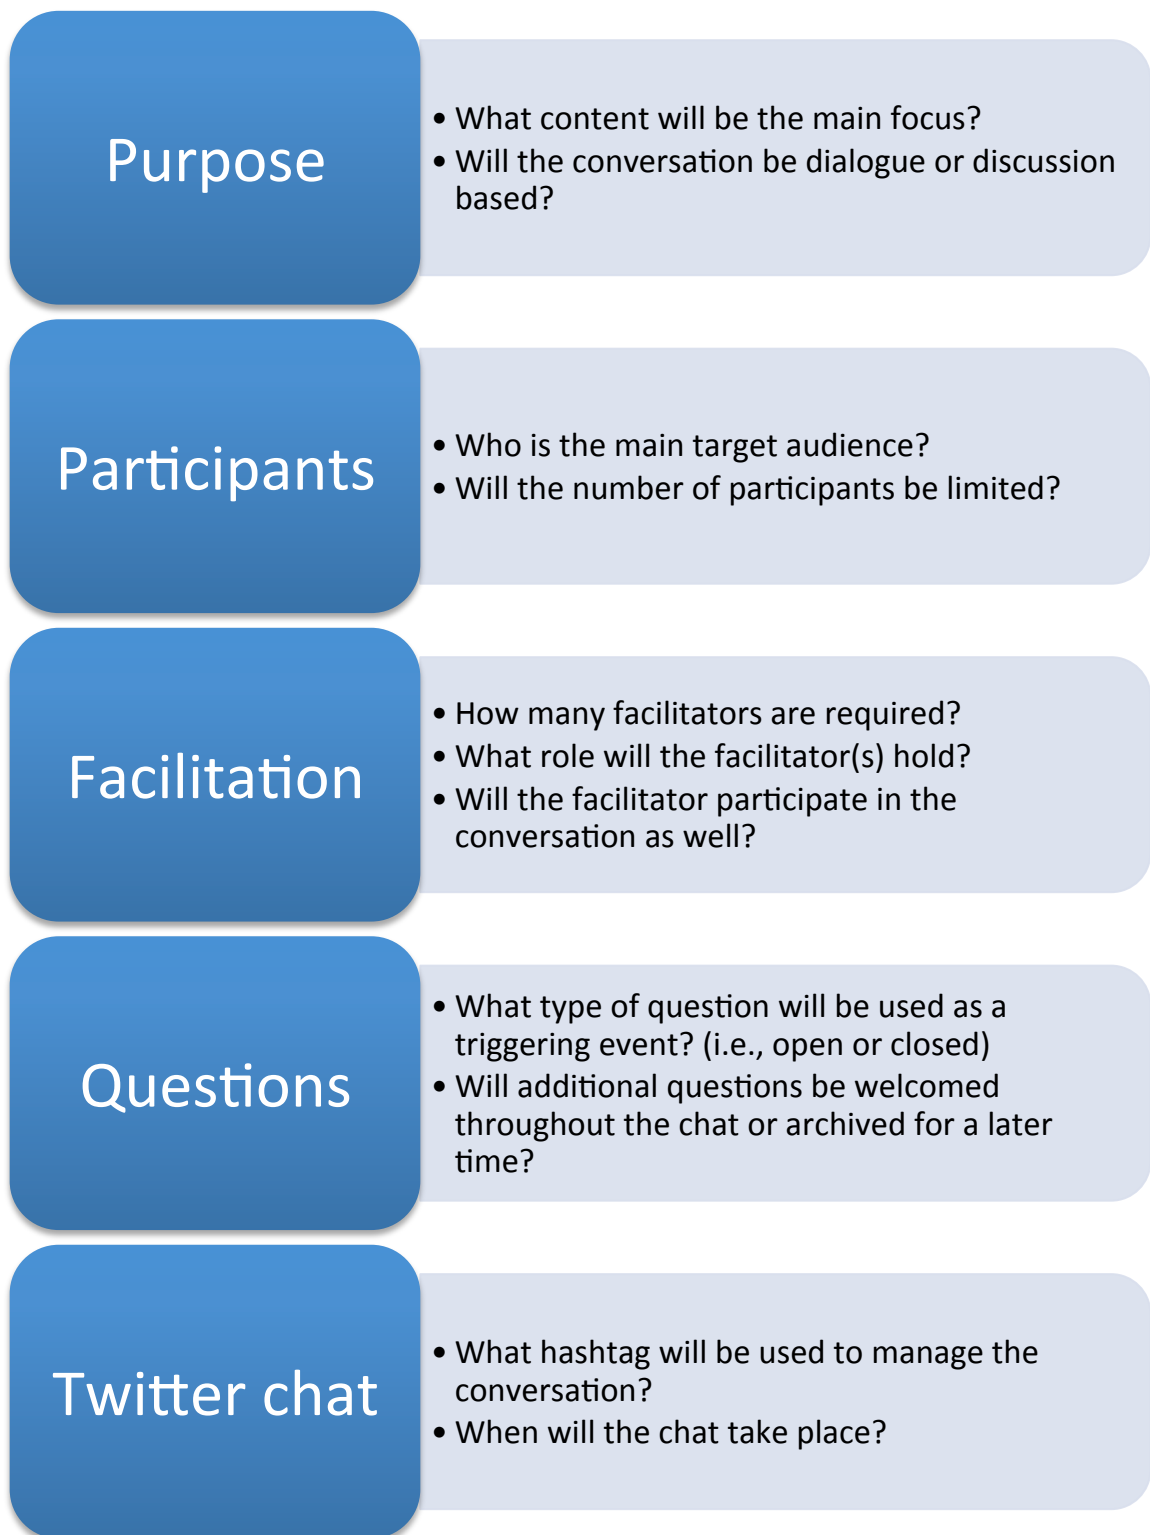 Purpose
• What content will be the main focus?
• Will the conversation be dialogue or discussion
based?
Participants
• Who is the main target audience?
• Will the number of participants be limited?
Facilitation
• How many facilitators are required?
• What role will the facilitator(s) hold?
• Will the facilitator participate in the
conversation as well?
Questions
• What type of question will be used as a
triggering event? (i.e., open or closed)
• Will additional questions be welcomed
throughout the chat or archived for a later
time?
Twitter chat
• What hashtag will be used to manage the
conversation?
• When will the chat take place?